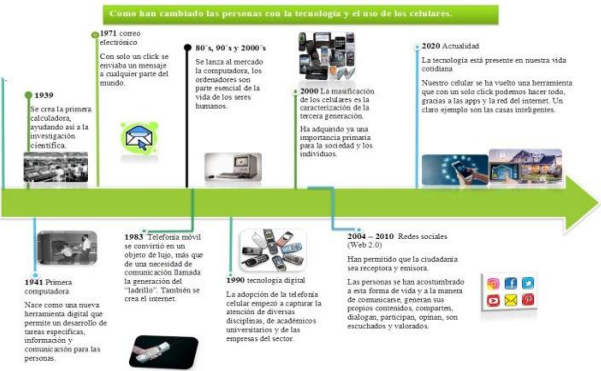 Como han cambiado las personas con la tecnología y el uso de los celulares.
1939
Se crea la primera
calculadora,
ayudando asi a la
investigación
científica.
1971 correo
electrónico
Con solo un click se
enviaba un mensaje
a cualquier parte del
mundo.
80´s, 90´s y 2000´s
Se lanza al mercado
la computadora, los
ordenadores son
parte esencial de la
vida de los seres
humanos.
2000 La masificación
de los celulares es la
caracterización de la
tercera generación.
Ha adquirido ya una
importancia primaria
para la sociedad y los
individuos.
2020 Actualidad
La tecnología está presente en nuestra vida
cotidiana
Nuestro celular se ha vuelto una herramienta
que con un solo click podemos hacer todo,
gracias a las apps y la red del internet. Un
claro ejemplo son las casas inteligentes.
1941 Primera
computadora
Nace como una nueva
herramienta digital que
permite un desarrollo de
tareas especificas,
información y
comunicación para las
personas.
1983 Telefonía móvil
se convirtió en un
objeto de lujo, más que
de una necesidad de
comunicación llamada
la generación del
“ladrillo”. También se
crea el internet.
1990 tecnología digital
La adopción de la telefonía
celular empezó a capturar la
atención de diversas
disciplinas, de académicos
universitarios y de las
empresas del sector.
2004 – 2010 Redes sociales
(Web 2.0)
Han permitido que la ciudadanía
sea receptora y emisora.
Las personas se han acostumbrado
a esta forma de vida y a la manera
de comunicarse, generan sus
propios contenidos, comparten,
dialogan, participan, opinan, son
escuchados y valorados.